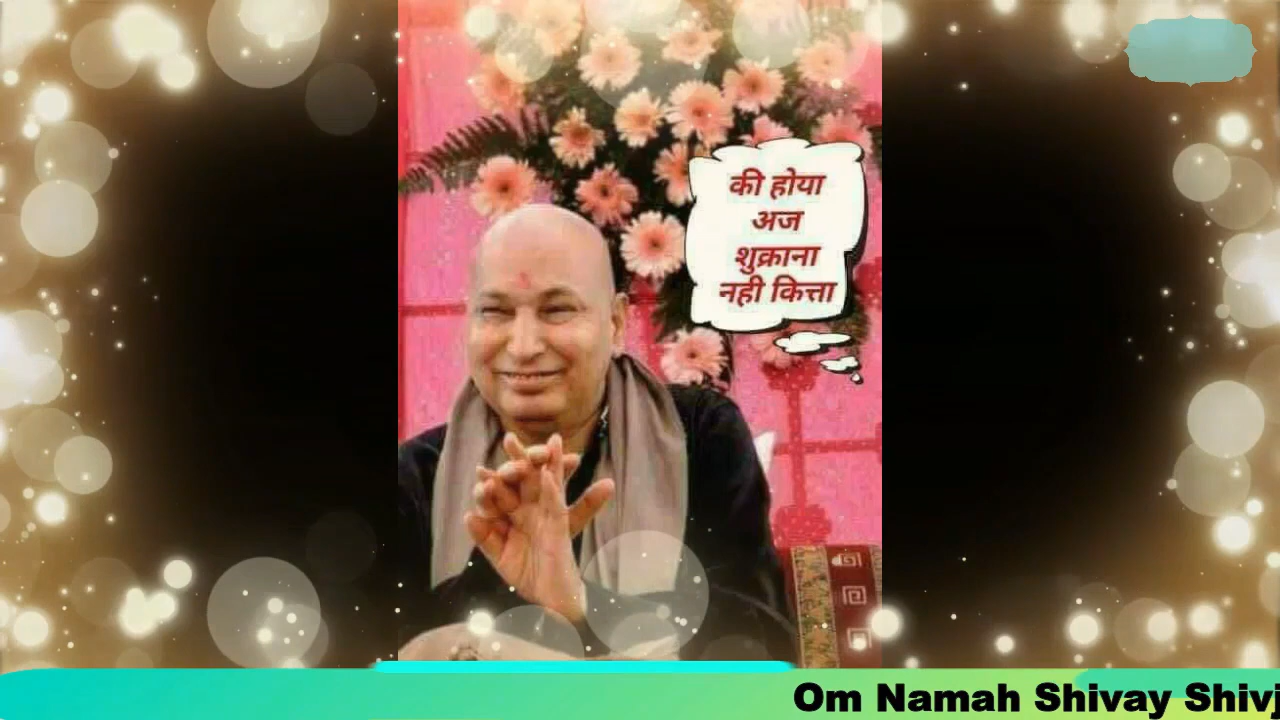 की होया
अज
शुक्राना
नही कित्ता
Om Namah Shivay Shivj